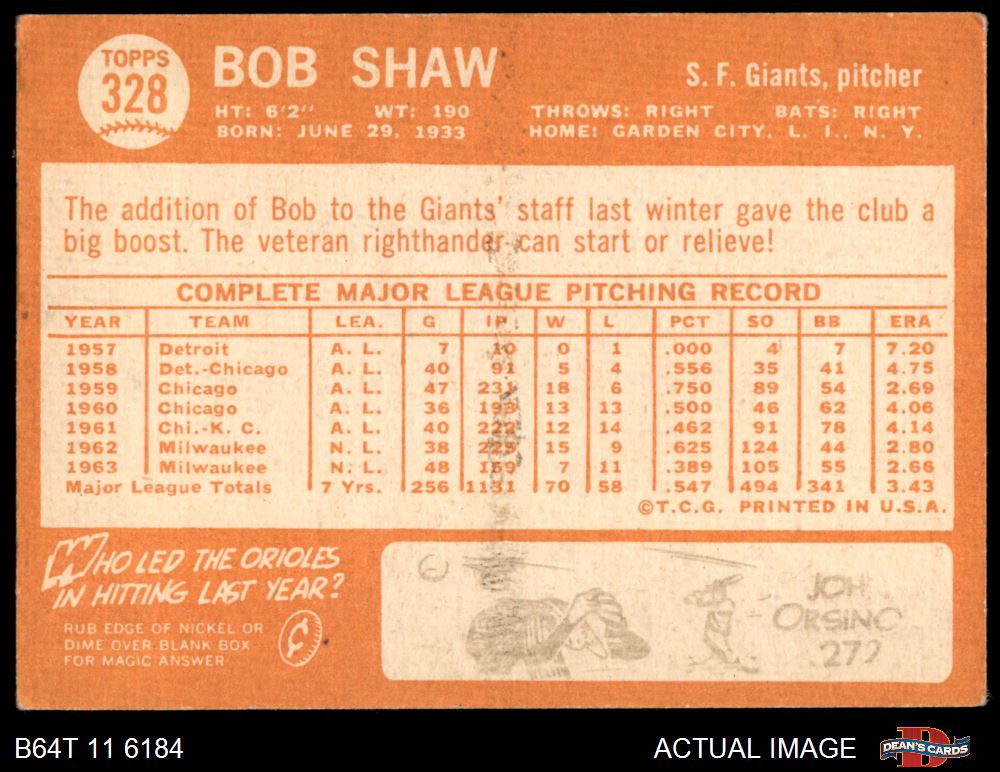 TOPPS
328
BOB SHAW
S. F. Giants, pitcher
HT: 6'2" WT: 190 THROWS: RIGHT BATS: RIGHT
BORN: JUNE 29, 1933 HOME: GARDEN CITY, L. I., N. Y.
The addition of Bob to the Giants' staff last winter gave the club a
big boost. The veteran righthander can start or relieve!
COMPLETE MAJOR LEAGUE PITCHING RECORD
YEAR TEAM LEA. G IP W L PCT SO BB ERA
1957 Detroit A. L. 7 10 0 1 .000 4 7 7.20
1958 Det.-Chicago A. L. 40 91 5 4 .556 35 41 4.75
1959 Chicago A. L. 47 231 18 6 .750 89 54 2.69
1960 Chicago A. L. 36 193 13 13 .500 46 62 4.06
1961 Chi.-K. C. A. L. 40 12 14 .462 91 78 4.14
1962 Milwaukee N. L. 38 15 9 .625 124 44 2.80
1963 Milwaukee N. L. 48 159 7 11 .389 105 55 2.66
Major League Totals 7 Yrs. 256 1131 70 58 .547 494 341 3.43
©T.C.G. PRINTED IN U.S.A.
WHO LED THE ORIOLES
IN HITTING LAST YEAR?
RUB EDGE OF NICKEL OR
DIME OVER BLANK BOX
FOR MAGIC ANSWER
JOH
ORSINO
.272
B64T 11 6184
ACTUAL IMAGE
DEAN'S CARDS